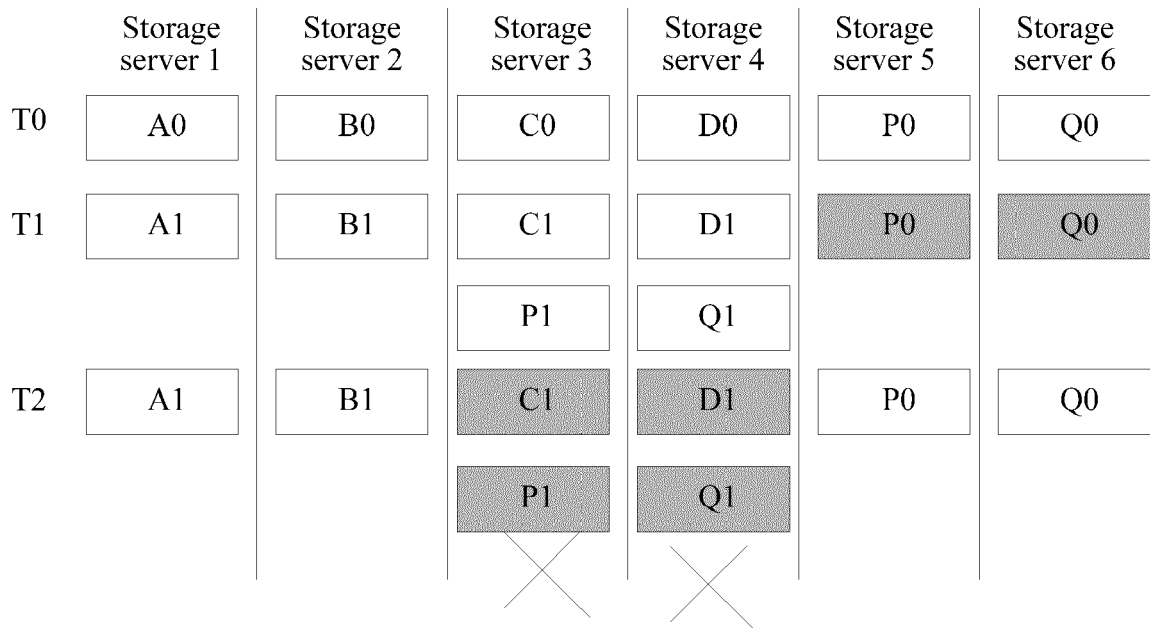 Storage server 1 Storage server 2 Storage server 3 Storage server 4 Storage server 5 Storage server 6
T0 A0 B0 C0 D0 P0 Q0
T1 A1 B1 C1 D1 P0 Q0
P1 Q1
T2 A1 B1 C1 D1 P0 Q0
P1 Q1